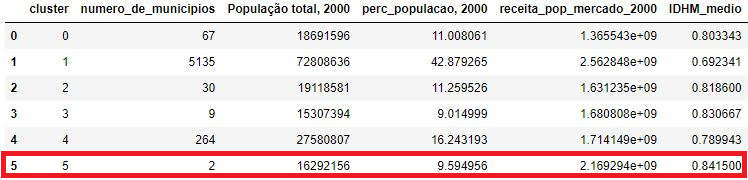 cluster numero_de_municipios População total, 2000 perc_populacao, 2000 receita_pop_mercado_2000 IDHM_medio
0 0 67 18691596 11.008061 1.365543e+09 0.803343
1 1 5135 72808636 42.879265 2.562848e+09 0.692341
2 2 30 19118581 11.259526 1.631235e+09 0.818600
3 3 9 15307394 9.014999 1.680808e+09 0.830667
4 4 264 27580807 16.243193 1.714149e+09 0.789943
5 5 2 16292156 9.594956 2.169294e+09 0.841500